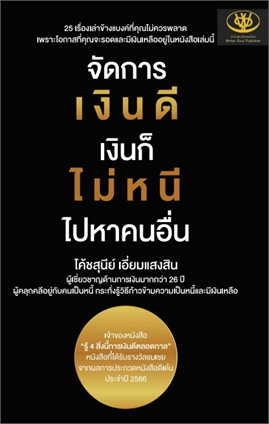 25 เรื่องเล่าข้างแบงค์ที่คุณไม่ควรพลาด
เพราะโอกาสที่คุณจะรอดและมีเงินเหลืออยู่ในหนังสือเล่มนี้
จัดการ
เงินดี
เงินก็
ไม่หนี
ไปหาคนอื่น
โค้ชสุนีย์ เอี่ยมแสงสิน
ผู้เชี่ยวชาญด้านการเงินมากกว่า 26 ปี
ผู้คลุกคลีอยู่กับคนเป็นหนี้ กระทั่งรู้วิธีก้าวข้ามความเป็นหนี้และมีเงินเหลือ
เจ้าของหนังสือ
"รู้ 4 สิ่งนี้การเงินดีตลอดกาล"
หนังสือที่ได้รับรางวัลชมเชย
จากผลการประกวดหนังสือดีเด่น
ประจำปี 2566